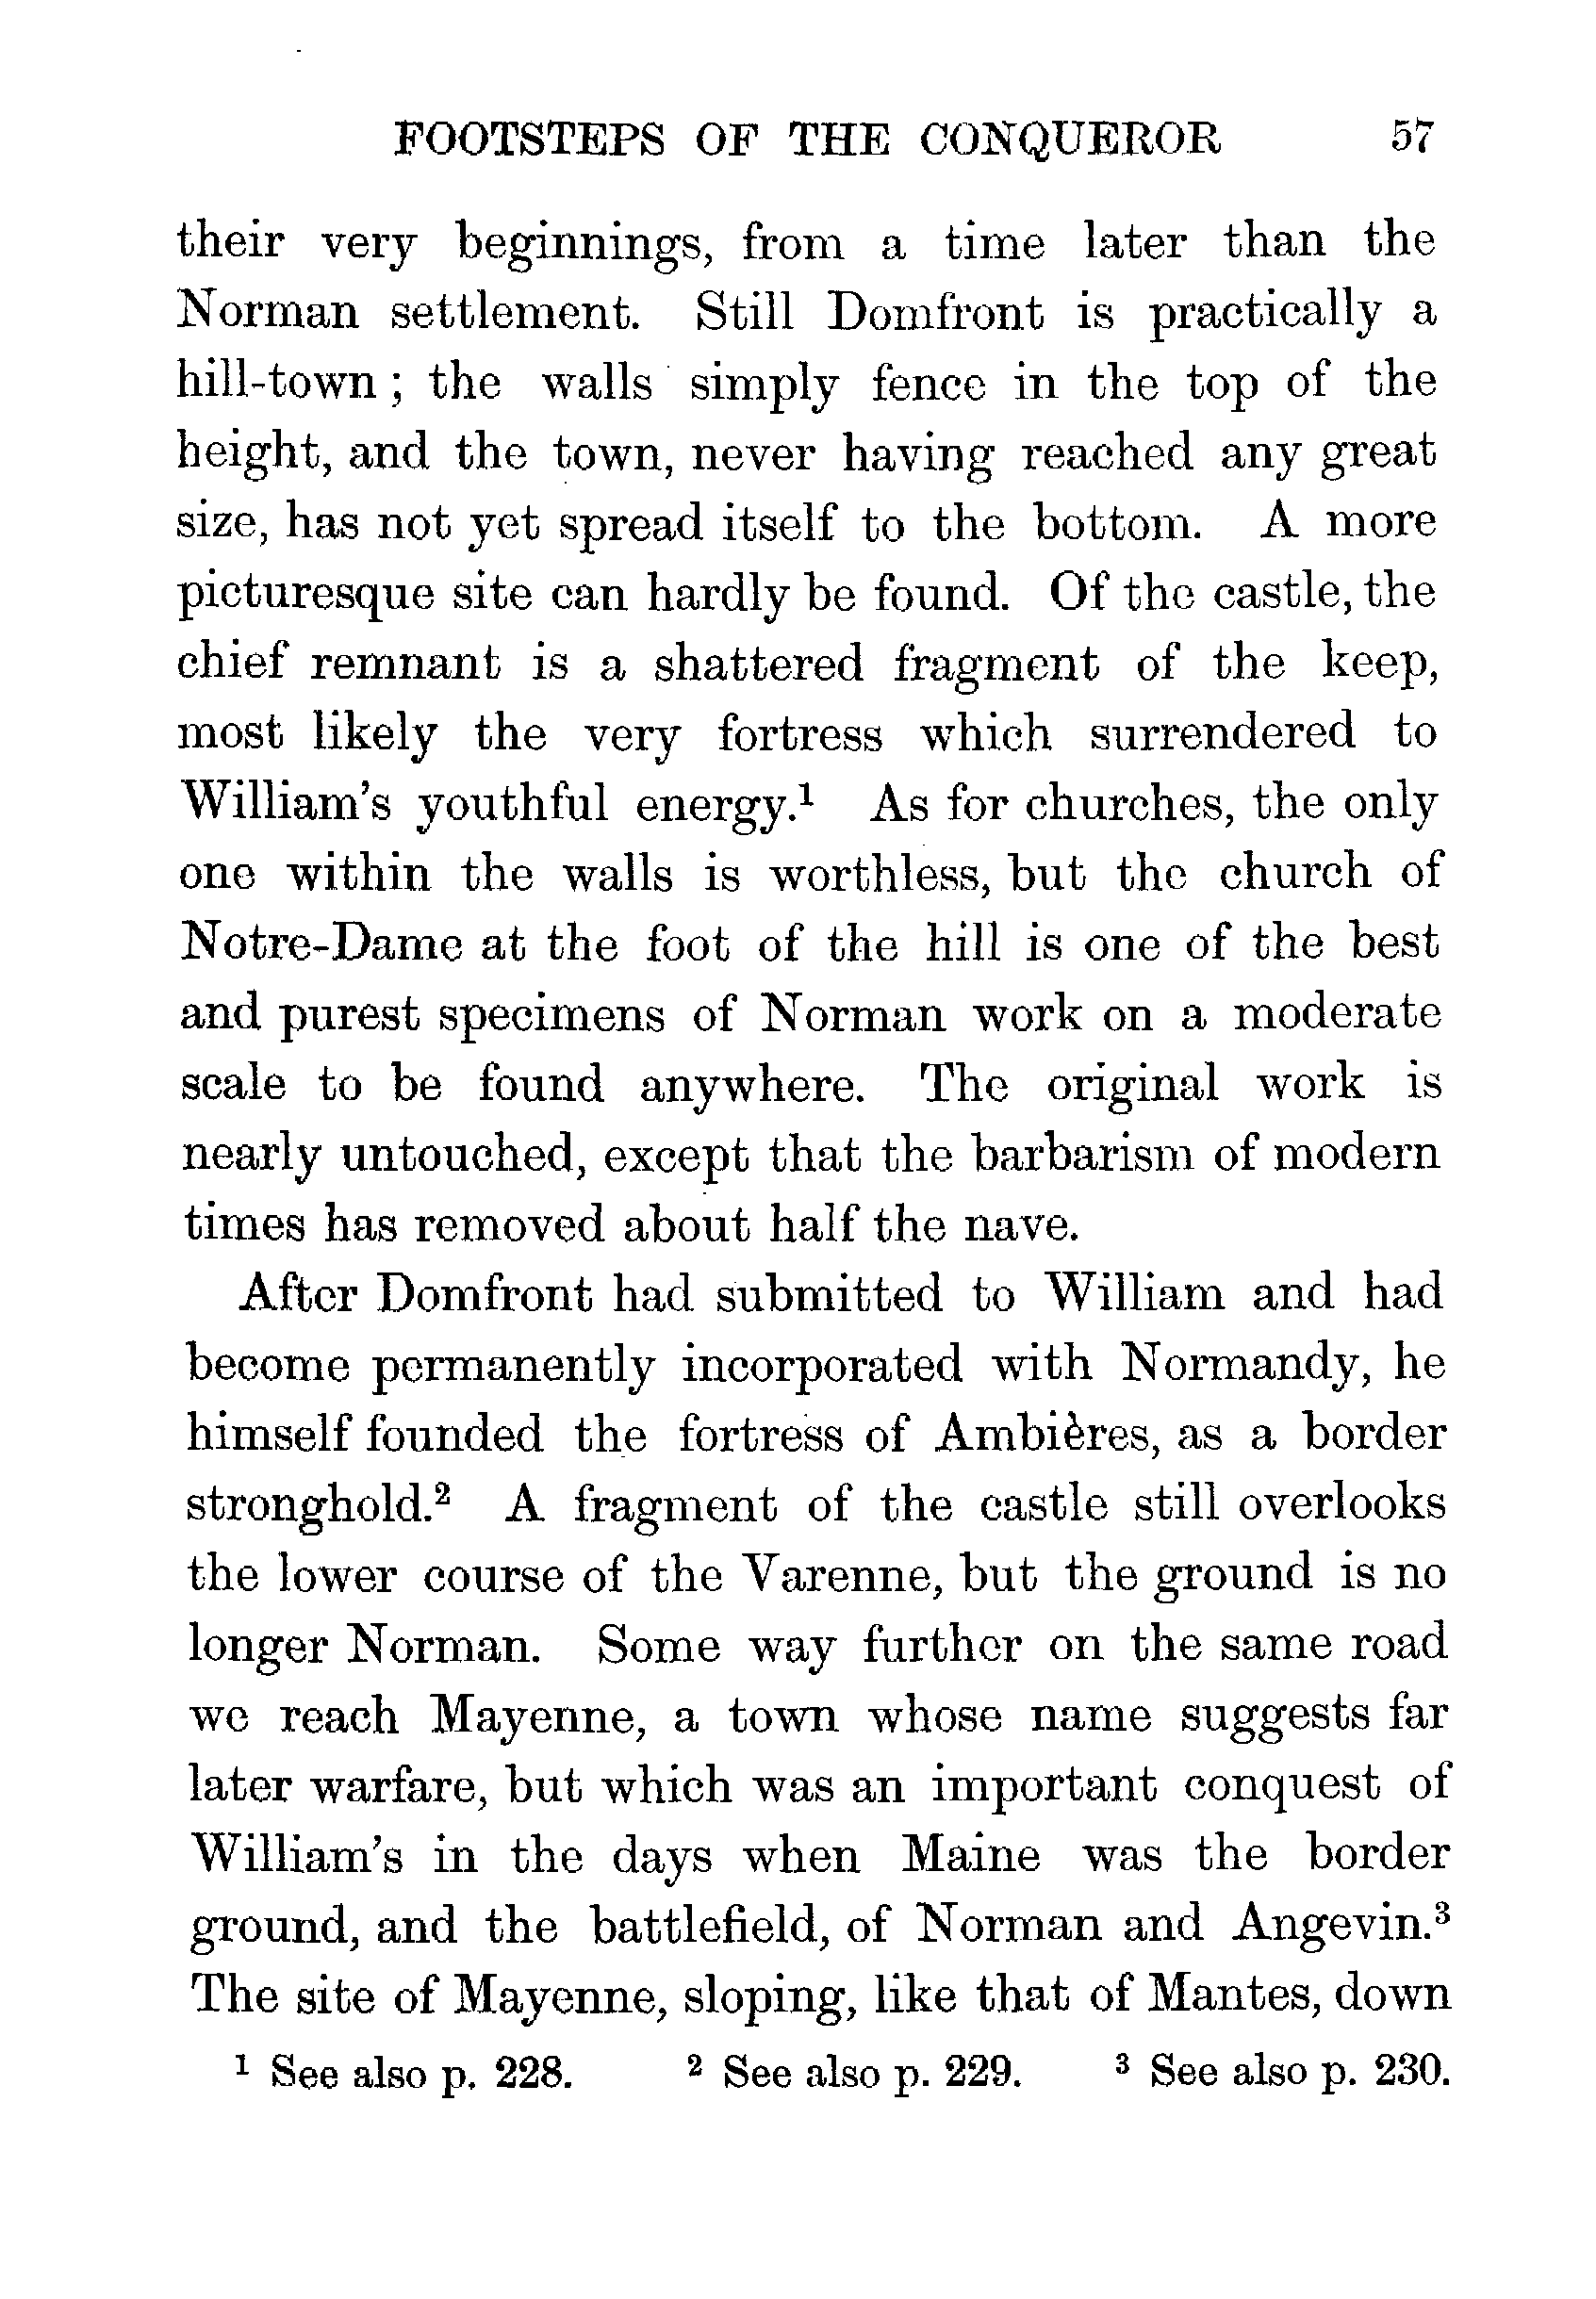 FOOTSTEPS OF THE CONQUEROR 57
their very beginnings, from a time later than the
Norman settlement. Still Domfront is practically a
hill-town ; the walls simply fence in the top of the
height, and the town, never having reached any great
size, has not yet spread itself to the bottom. A more
picturesque site can hardly be found. Of the castle, the
chief remnant is a shattered fragment of the keep,
most likely the very fortress which surrendered to
William's youthful energy.¹ As for churches, the only
one within the walls is worthless, but the church of
Notre-Dame at the foot of the hill is one of the best
and purest specimens of Norman work on a moderate
scale to be found anywhere. The original work is
nearly untouched, except that the barbarism of modern
times has removed about half the nave.
After Domfront had submitted to William and had
become permanently incorporated with Normandy, he
himself founded the fortress of Ambières, as a border
stronghold.² A fragment of the castle still overlooks
the lower course of the Varenne, but the ground is no
longer Norman. Some way further on the same road
we reach Mayenne, a town whose name suggests far
later warfare, but which was an important conquest of
William's in the days when Maine was the border
ground, and the battlefield, of Norman and Angevin.³
The site of Mayenne, sloping, like that of Mantes, down
¹ See also p. 228. ² See also p. 229. ³ See also p. 230.